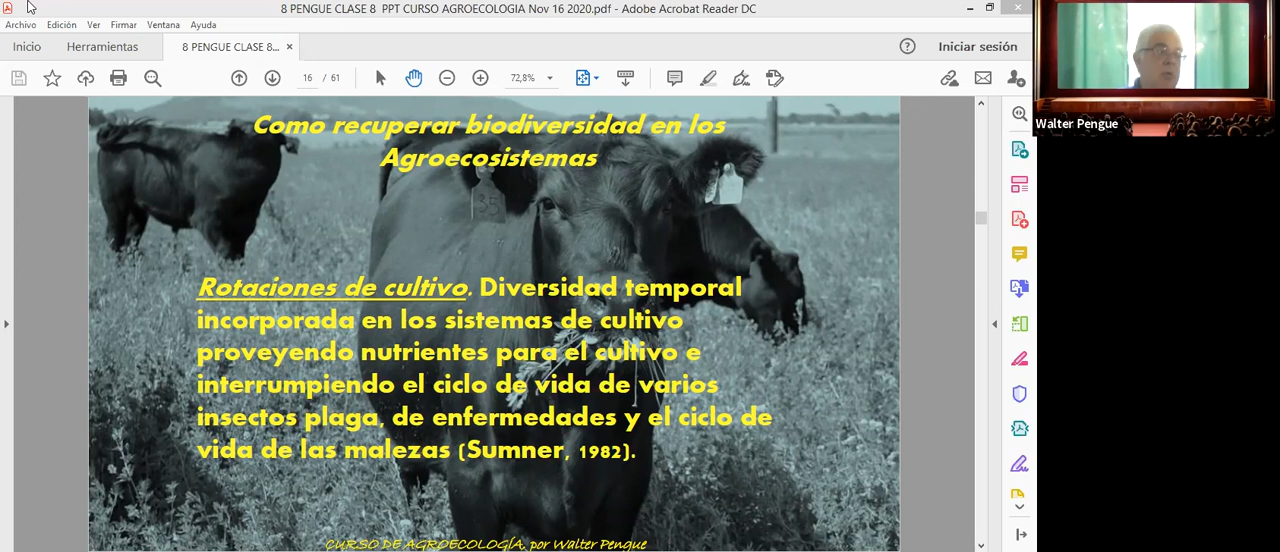 8 PENGUE CLASE 8 PPT CURSO AGROECOLOGIA Nov 16 2020.pdf - Adobe Acrobat Reader DC
Archivo Edición Ver Firmar Ventana Ayuda
Inicio Herramientas 8 PENGUE CLASE 8... × Iniciar sesión
16 / 61 72,8%
Walter Pengue
Como recuperar biodiversidad en los
Agroecosistemas
35
Rotaciones de cultivo. Diversidad temporal
incorporada en los sistemas de cultivo
proveyendo nutrientes para el cultivo e
interrumpiendo el ciclo de vida de varios
insectos plaga, de enfermedades y el ciclo de
vida de las malezas (Sumner, 1982).
CURSO DE AGROECOLOGÍA, por Walter Pengue